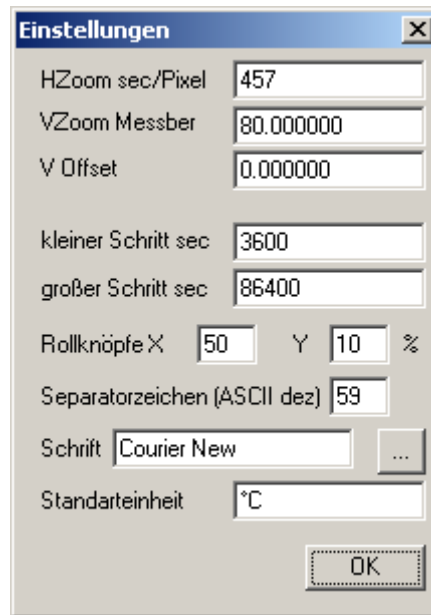 Einstellungen
HZoom sec/Pixel 457
VZoom Messber 80.000000
V Offset 0.000000
kleiner Schritt sec 3600
großer Schritt sec 86400
Rollknöpfe X 50 Y 10 %
Separatorzeichen (ASCII dez) 59
Schrift Courier New ...
Standarteinheit °C
OK